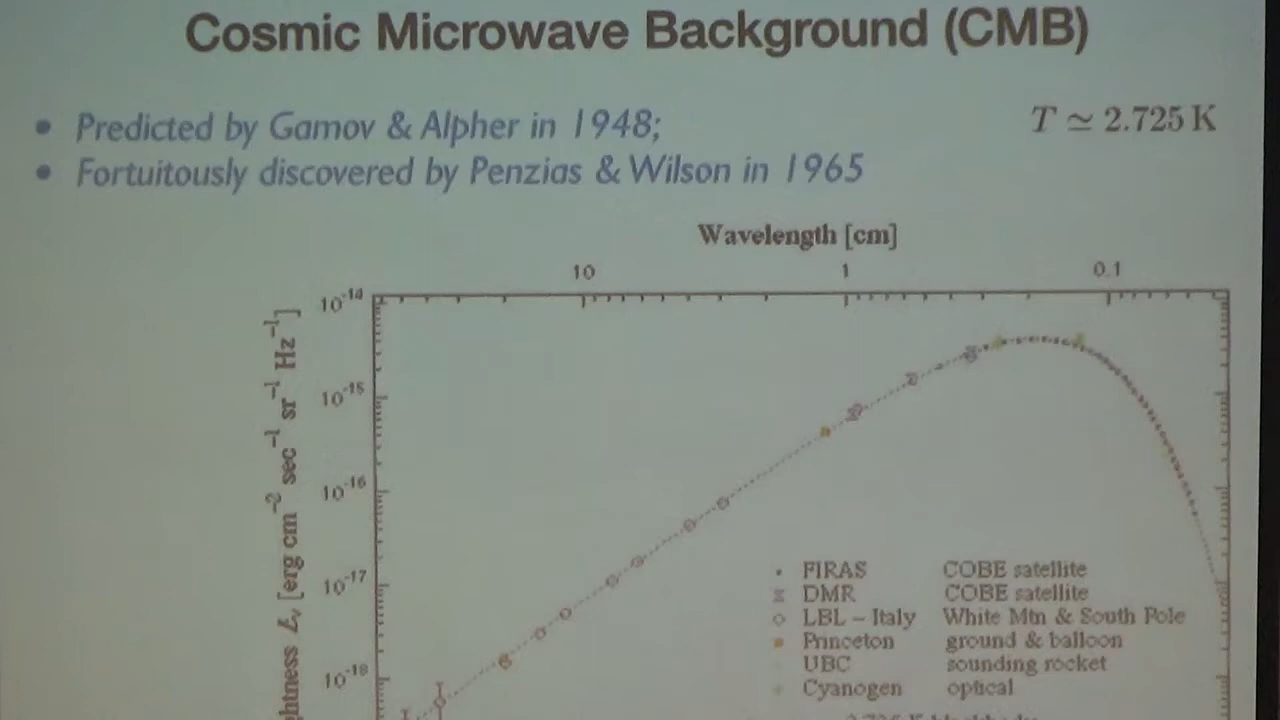 Cosmic Microwave Background (CMB)
• Predicted by Gamov & Alpher in 1948;
T ≃ 2.725 K
• Fortuitously discovered by Penzias & Wilson in 1965
Wavelength [cm]
10 1 0.1
10⁻¹⁴
10⁻¹⁵
10⁻¹⁶
10⁻¹⁷
10⁻¹⁸
[erg cm⁻² sec⁻¹ sr⁻¹ Hz⁻¹]
FIRAS COBE satellite
DMR COBE satellite
LBL – Italy White Mtn & South Pole
Princeton ground & balloon
UBC sounding rocket
Cyanogen optical